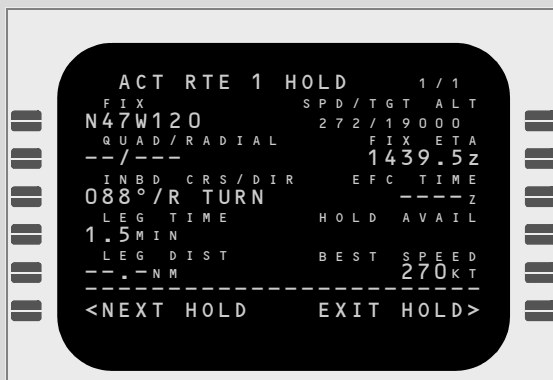 ACT RTE 1 HOLD 1/1
FIX SPD/TGT ALT
N47W120 272/19000
QUAD/RADIAL FIX ETA
--/--- 1439.5z
INBD CRS/DIR EFC TIME
088°/R TURN ----z
LEG TIME HOLD AVAIL
1.5MIN
LEG DIST BEST SPEED
--.-NM 270KT
------------------------
<NEXT HOLD EXIT HOLD>